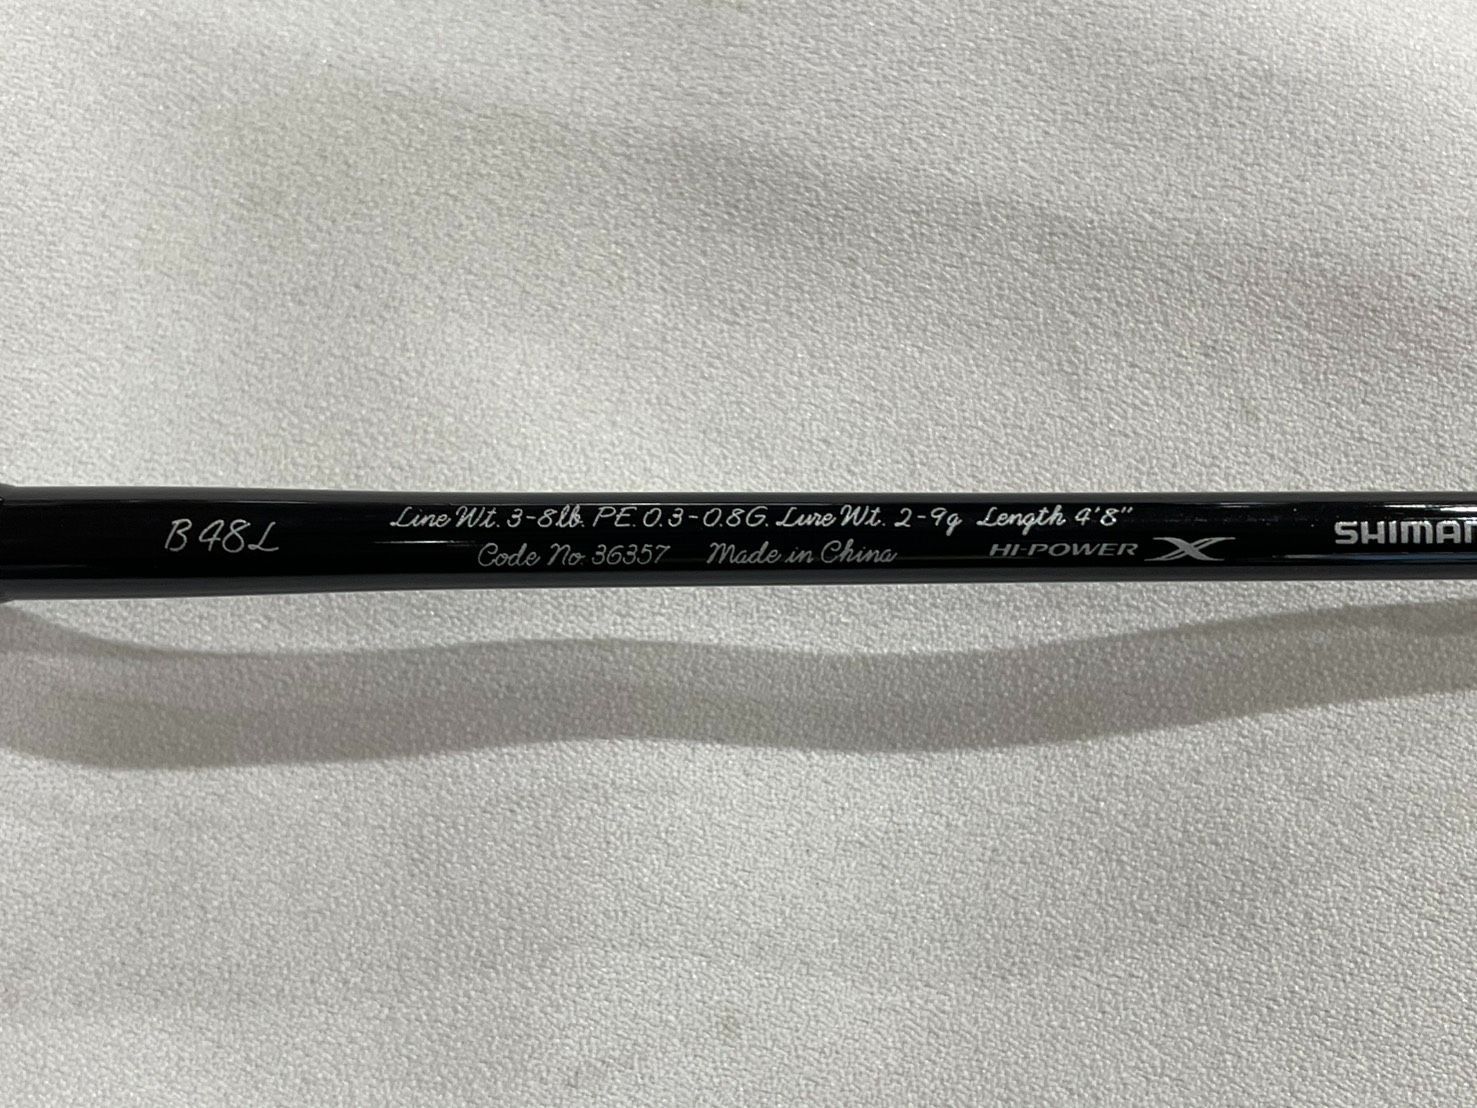 B48L
Line Wt. 3-8lb. PE.0.3-0.8G. Lure Wt. 2-9g Length 4'8"
Code No. 36357 Made in China HI-POWER X
SHIMAN